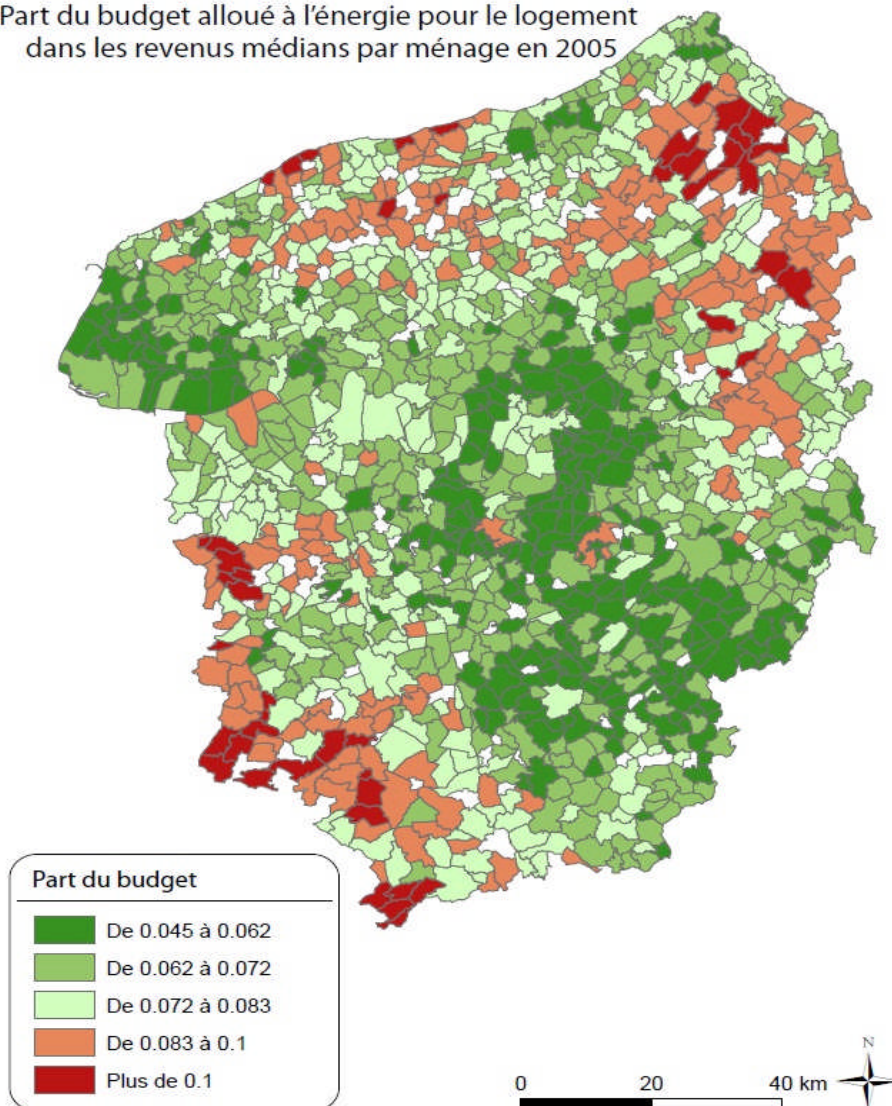 Part du budget alloué à l'énergie pour le logement
dans les revenus médians par ménage en 2005
Part du budget
De 0.045 à 0.062
De 0.062 à 0.072
De 0.072 à 0.083
De 0.083 à 0.1
Plus de 0.1
0 20 40 km
N